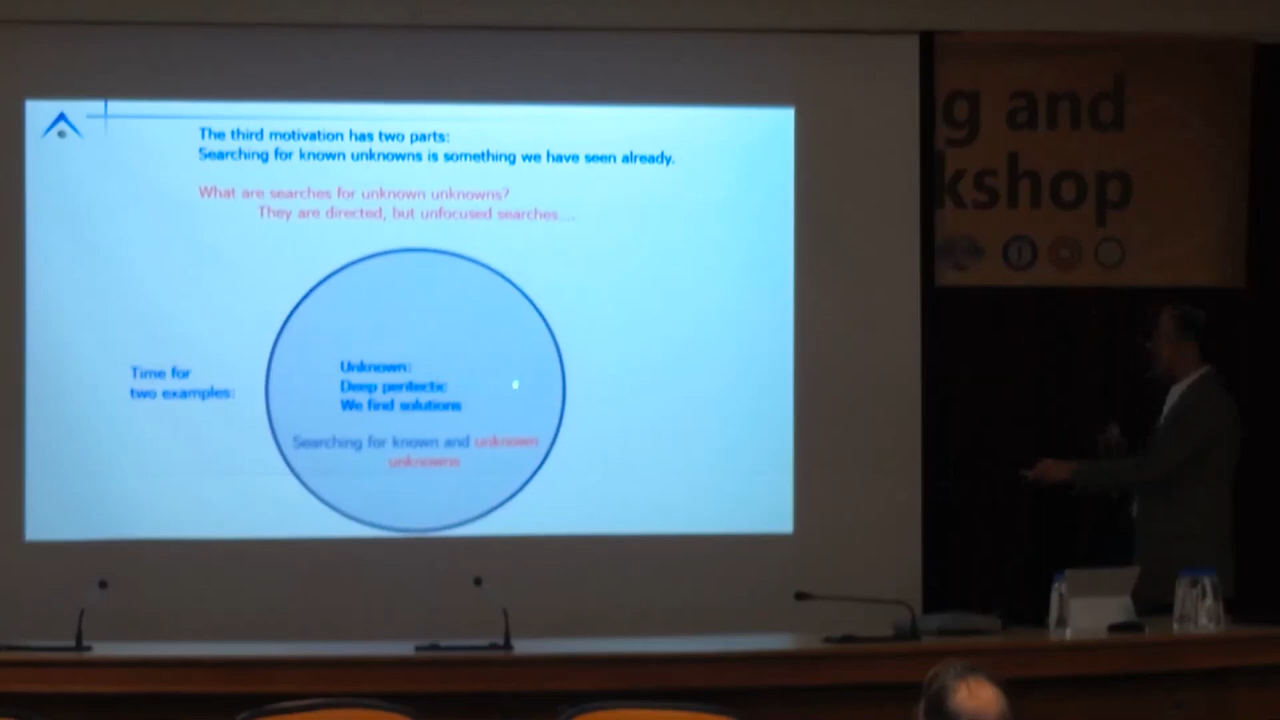 The third motivation has two parts:
Searching for known unknowns is something we have seen already.
What are searches for unknown unknowns?
They are directed, but unfocused searches....
Time for
two examples:
Unknown:
Deep peritectic
We find solutions
Searching for known and unknown
unknowns
g and
kshop